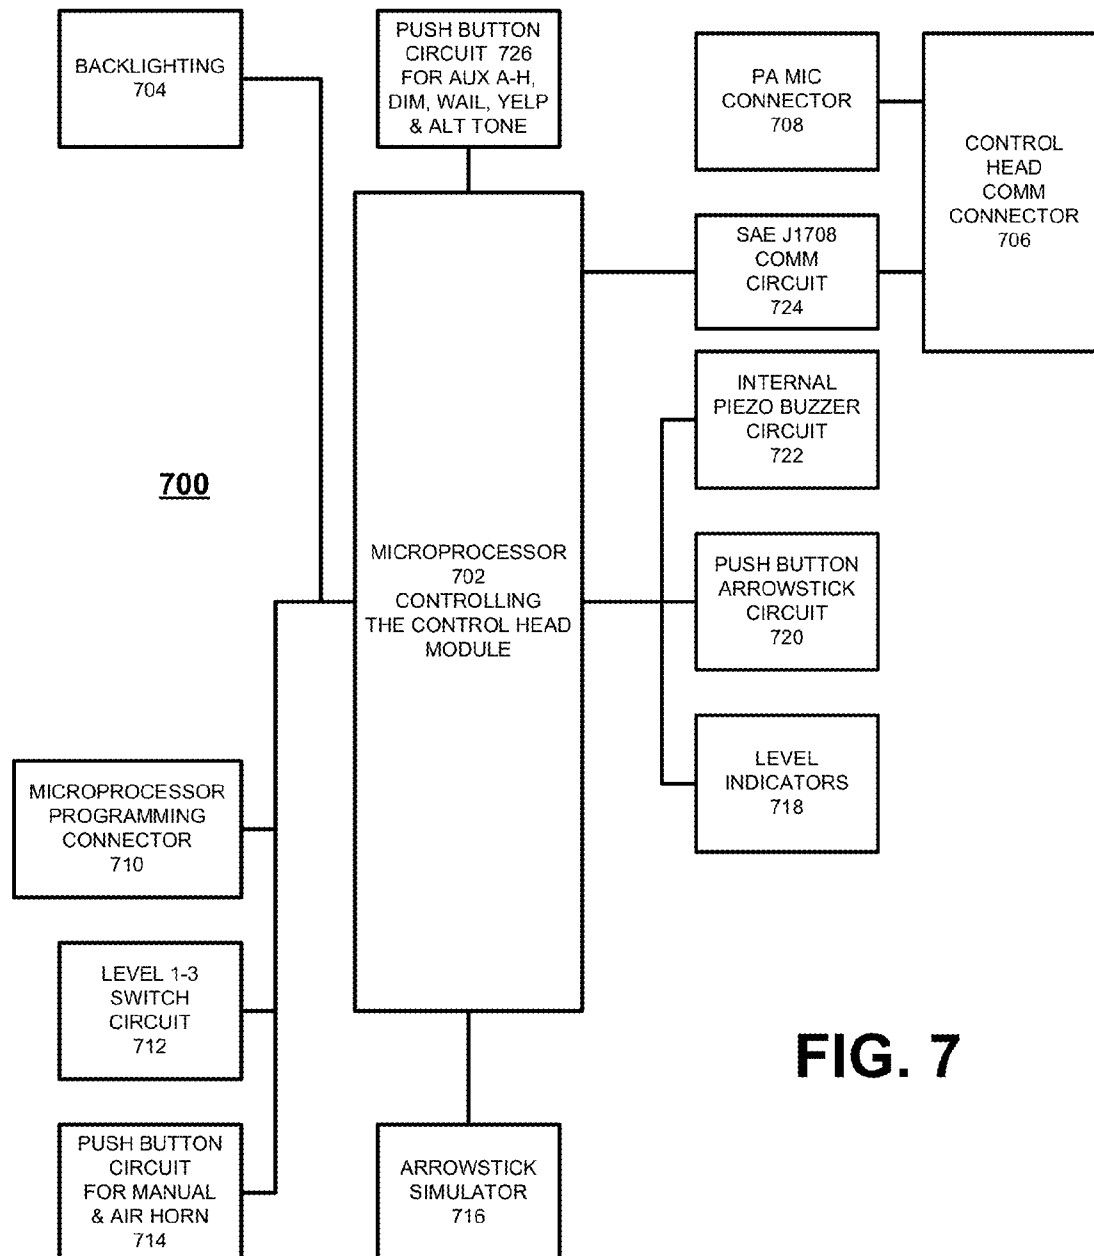 BACKLIGHTING
704
PUSH BUTTON
CIRCUIT 726
FOR AUX A-H,
DIM, WAIL, YELP
& ALT TONE
PA MIC
CONNECTOR
708
CONTROL
HEAD
COMM
CONNECTOR
706
SAE J1708
COMM
CIRCUIT
724
INTERNAL
PIEZO BUZZER
CIRCUIT
722
700
MICROPROCESSOR
702
CONTROLLING
THE CONTROL HEAD
MODULE
PUSH BUTTON
ARROWSTICK
CIRCUIT
720
LEVEL
INDICATORS
718
MICROPROCESSOR
PROGRAMMING
CONNECTOR
710
LEVEL 1-3
SWITCH
CIRCUIT
712
PUSH BUTTON
CIRCUIT
FOR MANUAL
& AIR HORN
714
ARROWSTICK
SIMULATOR
716
FIG. 7